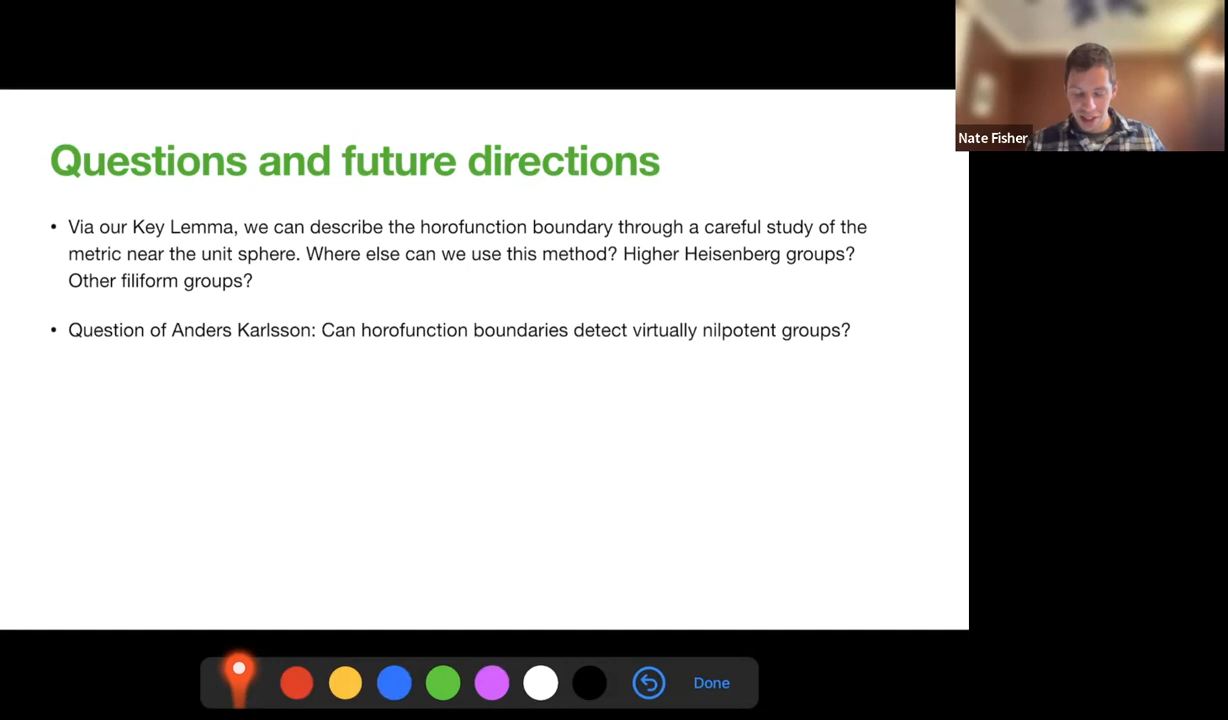 Nate Fisher
Questions and future directions
• Via our Key Lemma, we can describe the horofunction boundary through a careful study of the
metric near the unit sphere. Where else can we use this method? Higher Heisenberg groups?
Other filiform groups?
• Question of Anders Karlsson: Can horofunction boundaries detect virtually nilpotent groups?
Done